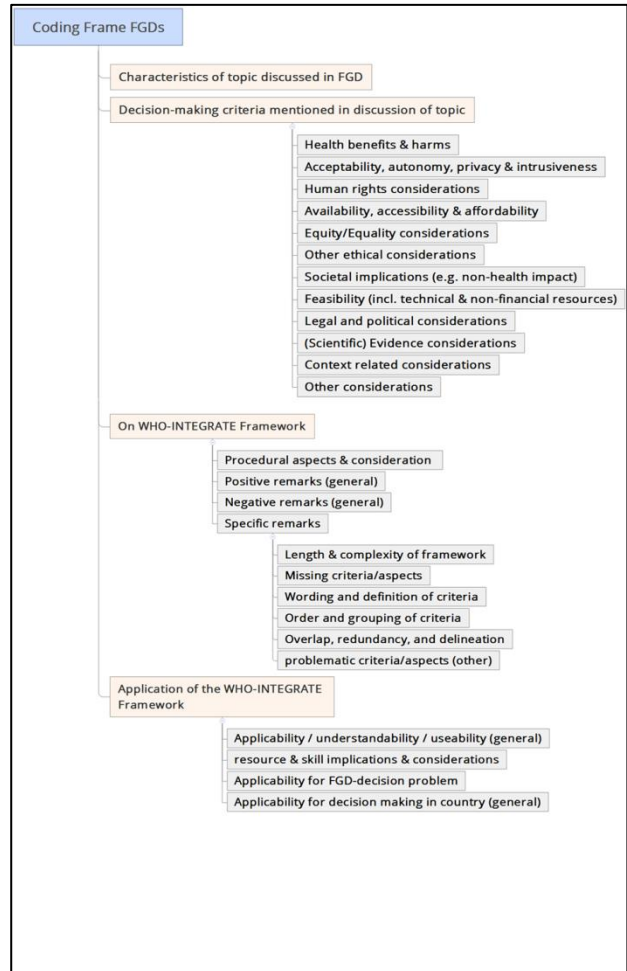 Coding Frame FGDs
Characteristics of topic discussed in FGD
Decision-making criteria mentioned in discussion of topic
Health benefits & harms
Acceptability, autonomy, privacy & intrusiveness
Human rights considerations
Availability, accessibility & affordability
Equity/Equality considerations
Other ethical considerations
Societal implications (e.g. non-health impact)
Feasibility (incl. technical & non-financial resources)
Legal and political considerations
(Scientific) Evidence considerations
Context related considerations
Other considerations
On WHO-INTEGRATE Framework
Procedural aspects & consideration
Positive remarks (general)
Negative remarks (general)
Specific remarks
Length & complexity of framework
Missing criteria/aspects
Wording and definition of criteria
Order and grouping of criteria
Overlap, redundancy, and delineation
problematic criteria/aspects (other)
Application of the WHO-INTEGRATE
Framework
Applicability / understandability / useability (general)
resource & skill implications & considerations
Applicability for FGD-decision problem
Applicability for decision making in country (general)